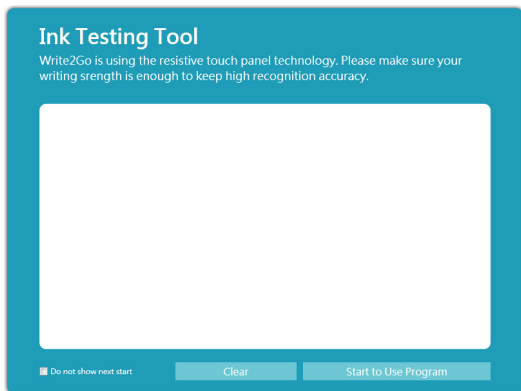 Ink Testing Tool
Write2Go is using the resistive touch panel technology. Please make sure your
writing srength is enough to keep high recognition accuracy.
Do not show next start
Clear
Start to Use Program